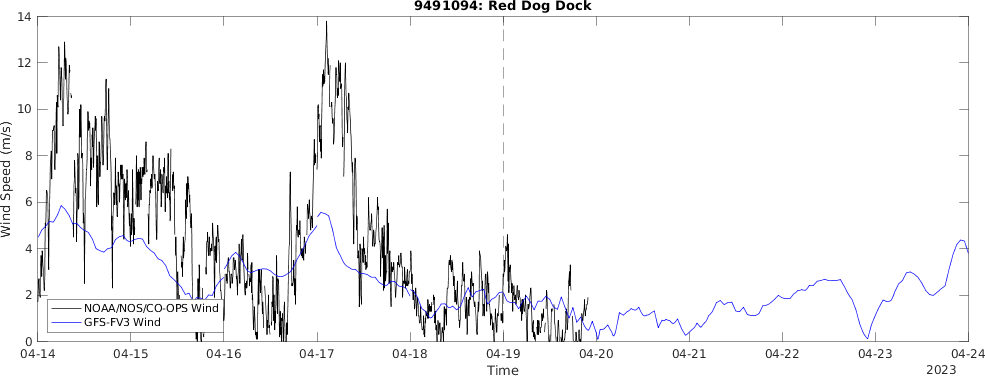 9491094: Red Dog Dock
14
12
10
8
6
4
2
0
Wind Speed (m/s)
NOAA/NOS/CO-OPS Wind
GFS-FV3 Wind
04-14 04-15 04-16 04-17 04-18 04-19 04-20 04-21 04-22 04-23 04-24
Time
2023